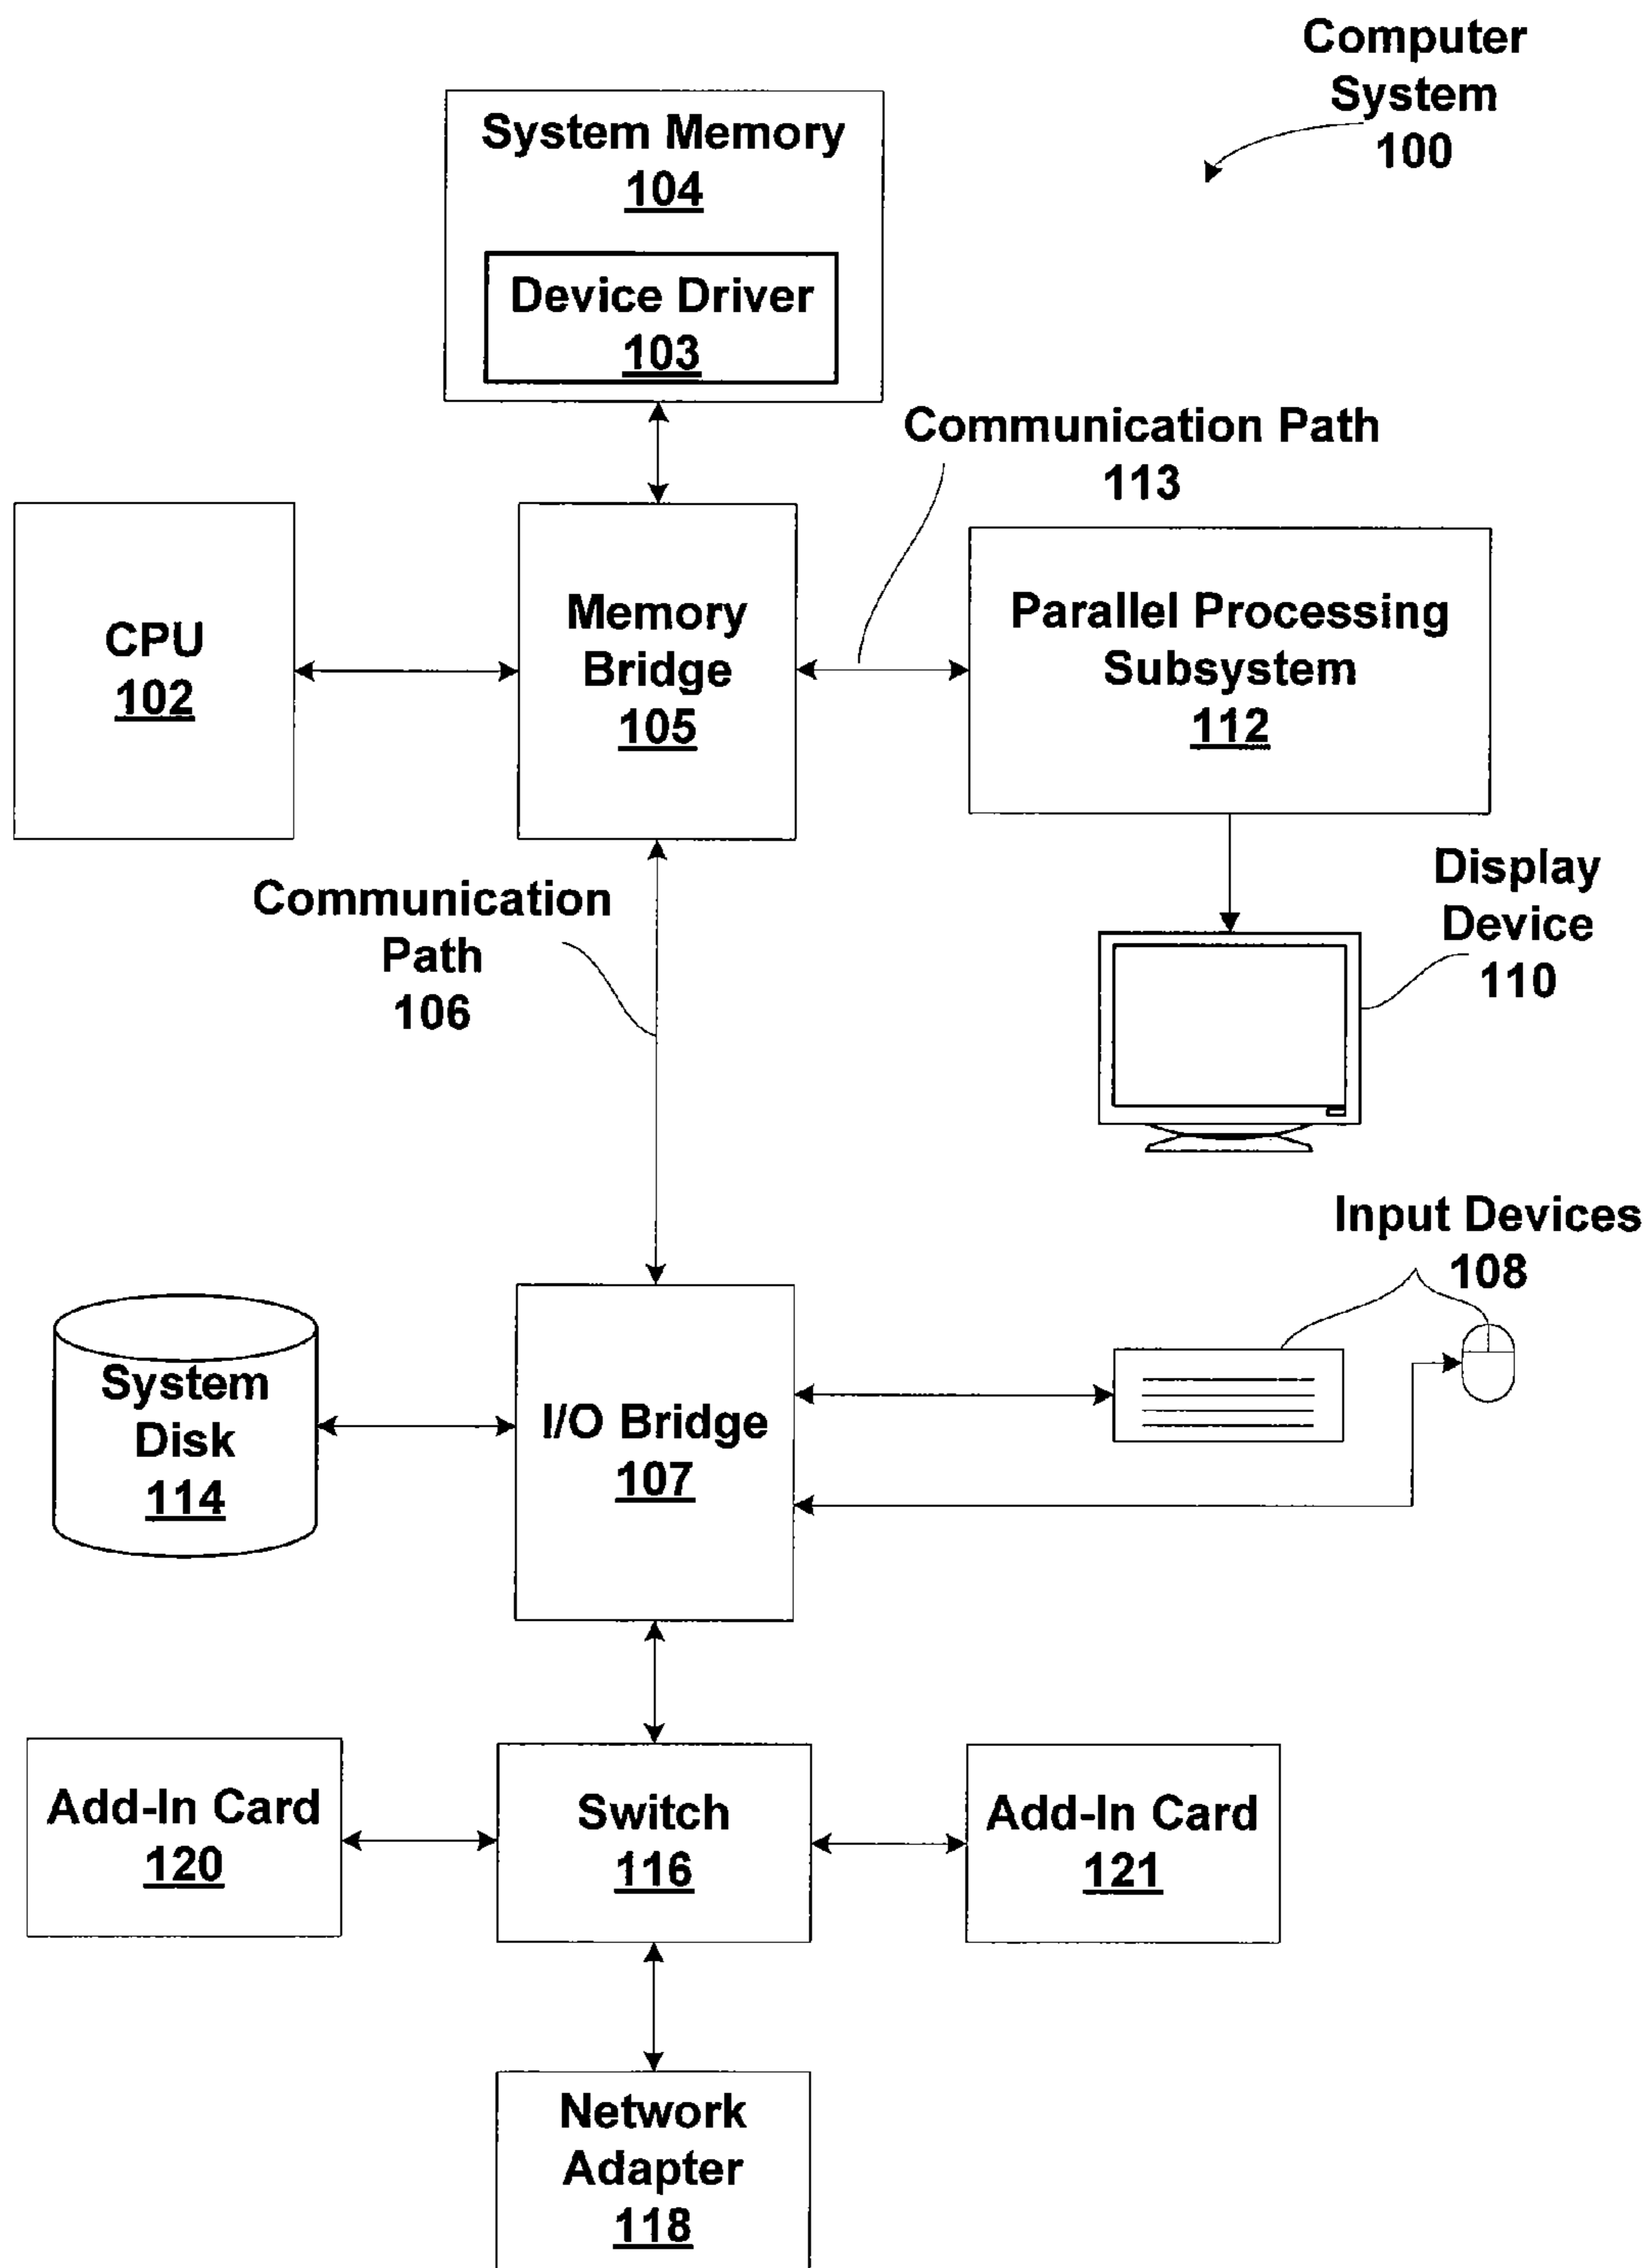 Computer
System
100
System Memory
104
Device Driver
103
Communication Path
113
CPU
102
Memory
Bridge
105
Parallel Processing
Subsystem
112
Communication
Path
106
Display
Device
110
Input Devices
108
System
Disk
114
I/O Bridge
107
Add-In Card
120
Switch
116
Add-In Card
121
Network
Adapter
118